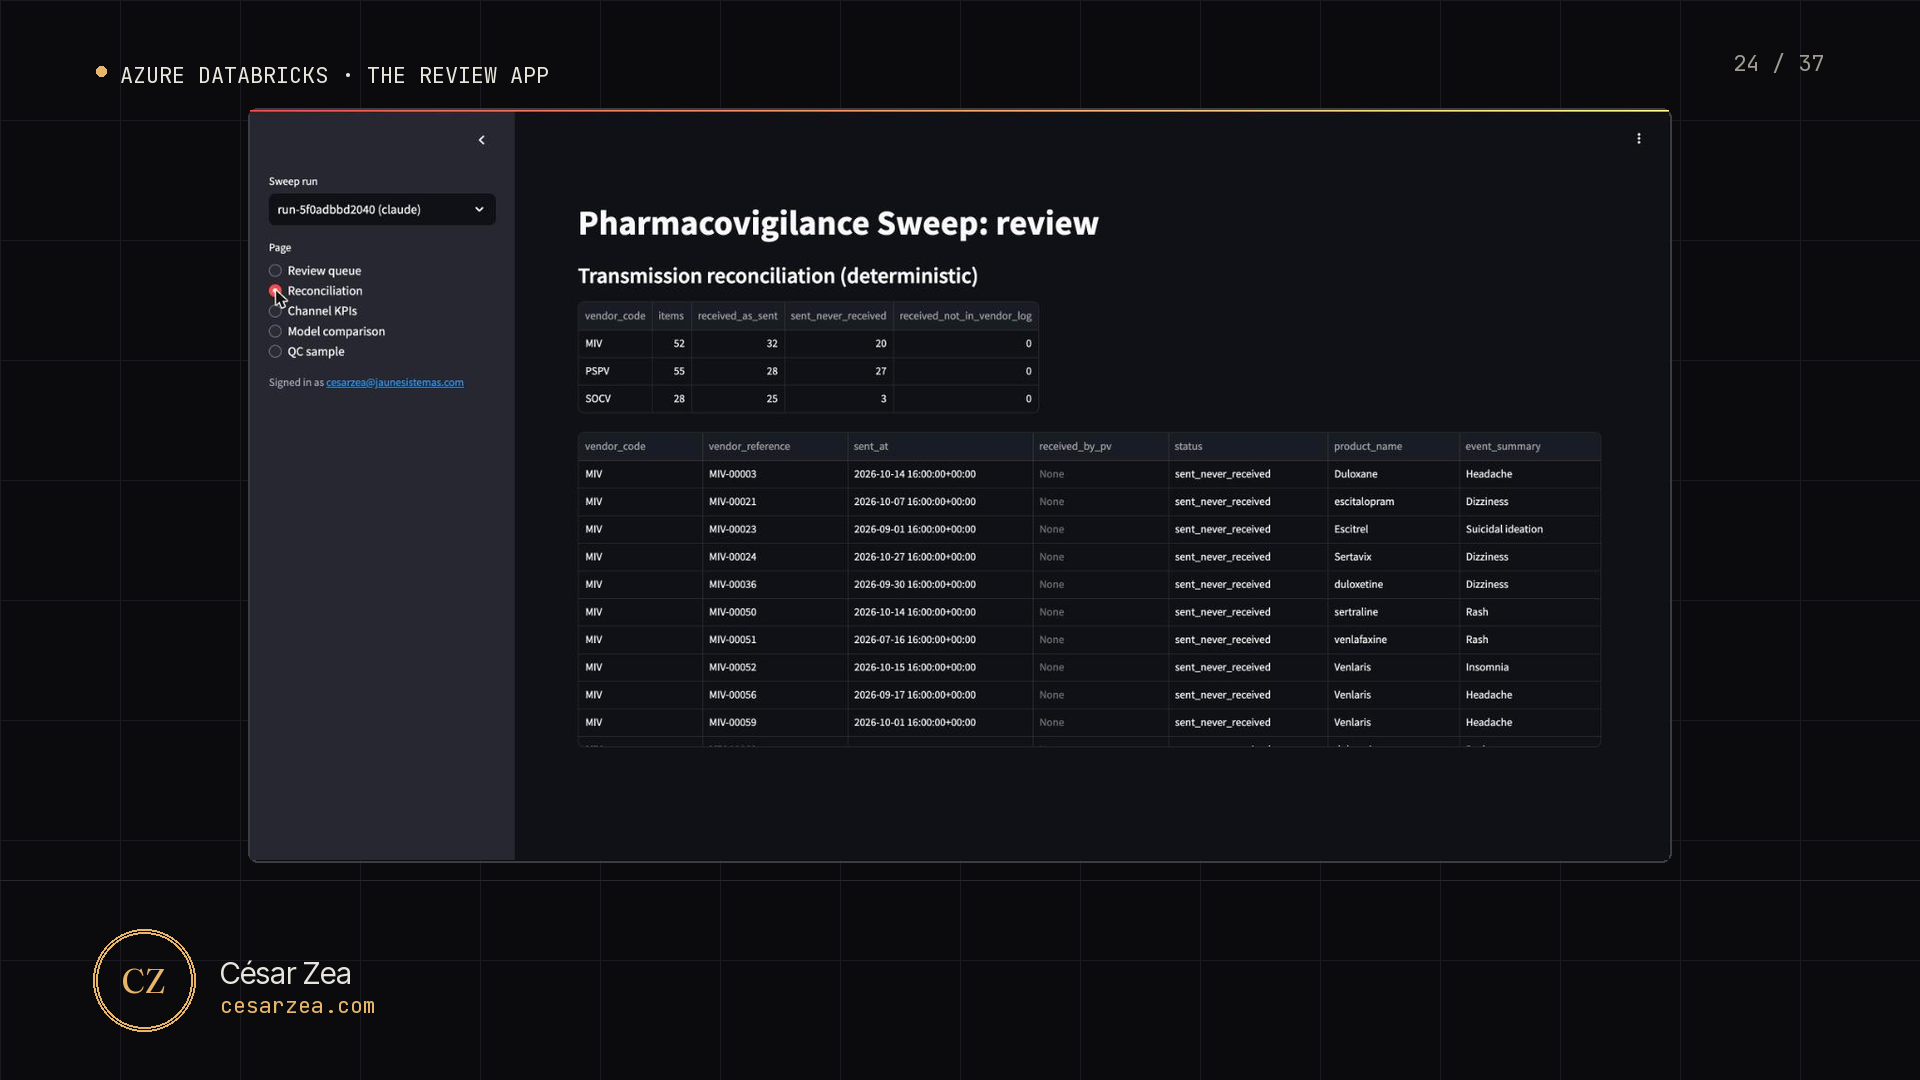 AZURE DATABRICKS · THE REVIEW APP
24 / 37
Sweep run
run-5f0adbbd2040 (claude)
Page
Review queue
Reconciliation
Channel KPIs
Model comparison
QC sample
Signed in as cesarzea@jaunesistemas.com
Pharmacovigilance Sweep: review
Transmission reconciliation (deterministic)
vendor_code items received_as_sent sent_never_received received_not_in_vendor_log
MIV 52 32 20 0
PSPV 55 28 27 0
SOCV 28 25 3 0
vendor_code vendor_reference sent_at received_by_pv status product_name event_summary
MIV MIV-00003 2026-10-14 16:00:00+00:00 None sent_never_received Duloxane Headache
MIV MIV-00021 2026-10-07 16:00:00+00:00 None sent_never_received escitalopram Dizziness
MIV MIV-00023 2026-09-01 16:00:00+00:00 None sent_never_received Escitrel Suicidal ideation
MIV MIV-00024 2026-10-27 16:00:00+00:00 None sent_never_received Sertavix Dizziness
MIV MIV-00036 2026-09-30 16:00:00+00:00 None sent_never_received duloxetine Dizziness
MIV MIV-00050 2026-10-14 16:00:00+00:00 None sent_never_received sertraline Rash
MIV MIV-00051 2026-07-16 16:00:00+00:00 None sent_never_received venlafaxine Rash
MIV MIV-00052 2026-10-15 16:00:00+00:00 None sent_never_received Venlaris Insomnia
MIV MIV-00056 2026-09-17 16:00:00+00:00 None sent_never_received Venlaris Headache
MIV MIV-00059 2026-10-01 16:00:00+00:00 None sent_never_received Venlaris Headache
CZ
César Zea
cesarzea.com